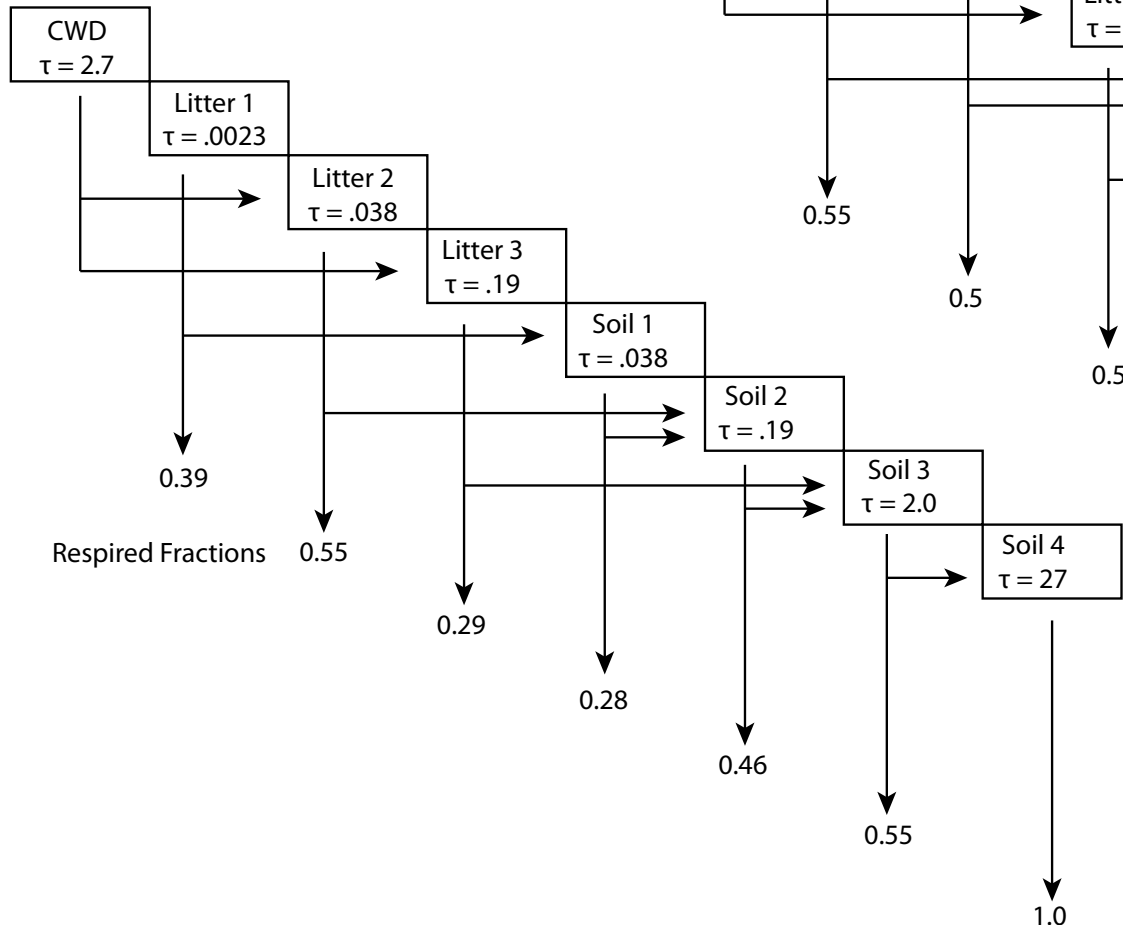 CWD
τ = 2.7
Litter 1
τ = .0023
Litter 2
τ = .038
Litter 3
τ = .19
Soil 1
τ = .038
Soil 2
τ = .19
Soil 3
τ = 2.0
Soil 4
τ = 27
Respired Fractions
0.39
0.55
0.29
0.28
0.46
0.55
1.0
τ =
0.55
0.5